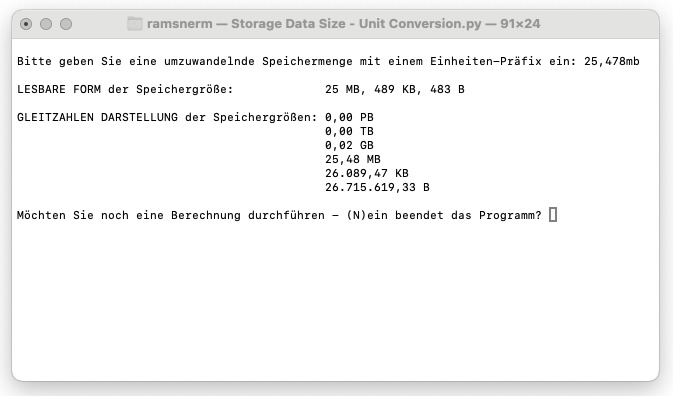 ramsnerm — Storage Data Size - Unit Conversion.py — 91×24
Bitte geben Sie eine umzuwandelnde Speichermenge mit einem Einheiten-Präfix ein: 25,478mb
LESBARE FORM der Speichergröße: 25 MB, 489 KB, 483 B
GLEITZAHLEN DARSTELLUNG der Speichergrößen: 0,00 PB
0,00 TB
0,02 GB
25,48 MB
26.089,47 KB
26.715.619,33 B
Möchten Sie noch eine Berechnung durchführen - (N)ein beendet das Programm?